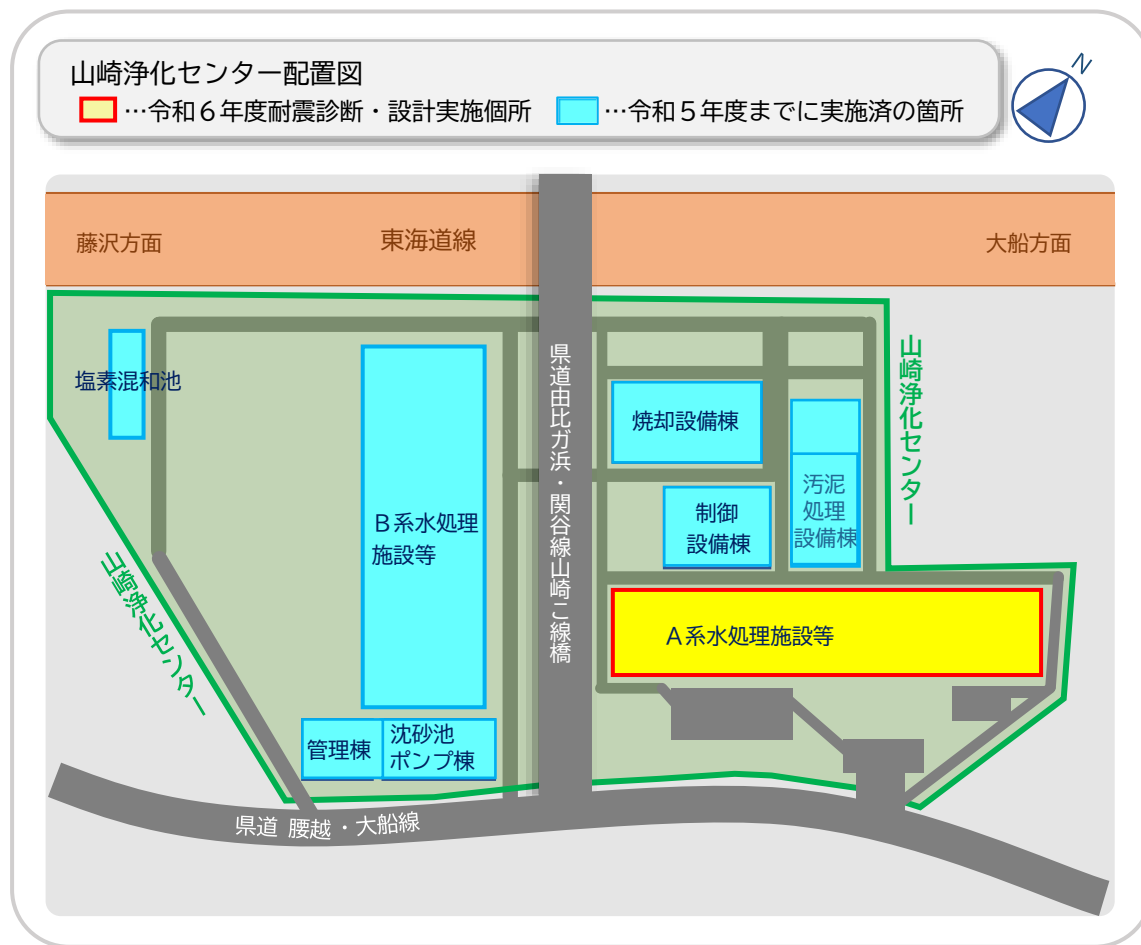 山崎浄化センター配置図
…令和６年度耐震診断・設計実施個所
…令和５年度までに実施済の箇所
N
藤沢方面
東海道線
大船方面
塩素混和池
県道由比ガ浜・関谷線山崎こ線橋
山崎浄化センター
焼却設備棟
汚泥
処理
設備棟
制御
設備棟
Ｂ系水処理
施設等
山崎浄化センター
Ａ系水処理施設等
管理棟
沈砂池
ポンプ棟
県道 腰越・大船線